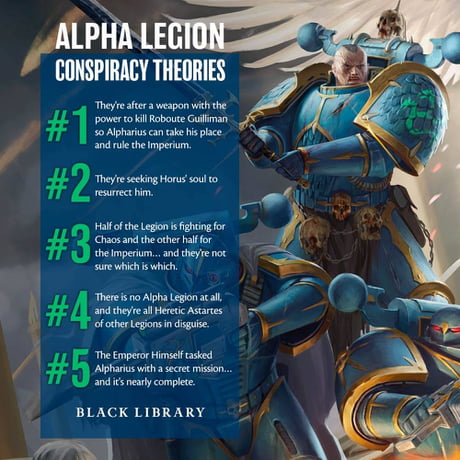 ALPHA LEGION
CONSPIRACY THEORIES
#1
They're after a weapon with the
power to kill Roboute Guilliman
so Alpharius can take his place
and rule the Imperium.
#2
They're seeking Horus' soul to
resurrect him.
#3
Half of the Legion is fighting for
Chaos and the other half for
the Imperium... and they're not
sure which is which.
#4
There is no Alpha Legion at all,
and they're all Heretic Astartes
of other Legions in disguise.
#5
The Emperor Himself tasked
Alpharius with a secret mission...
and it's nearly complete.
BLACK LIBRARY